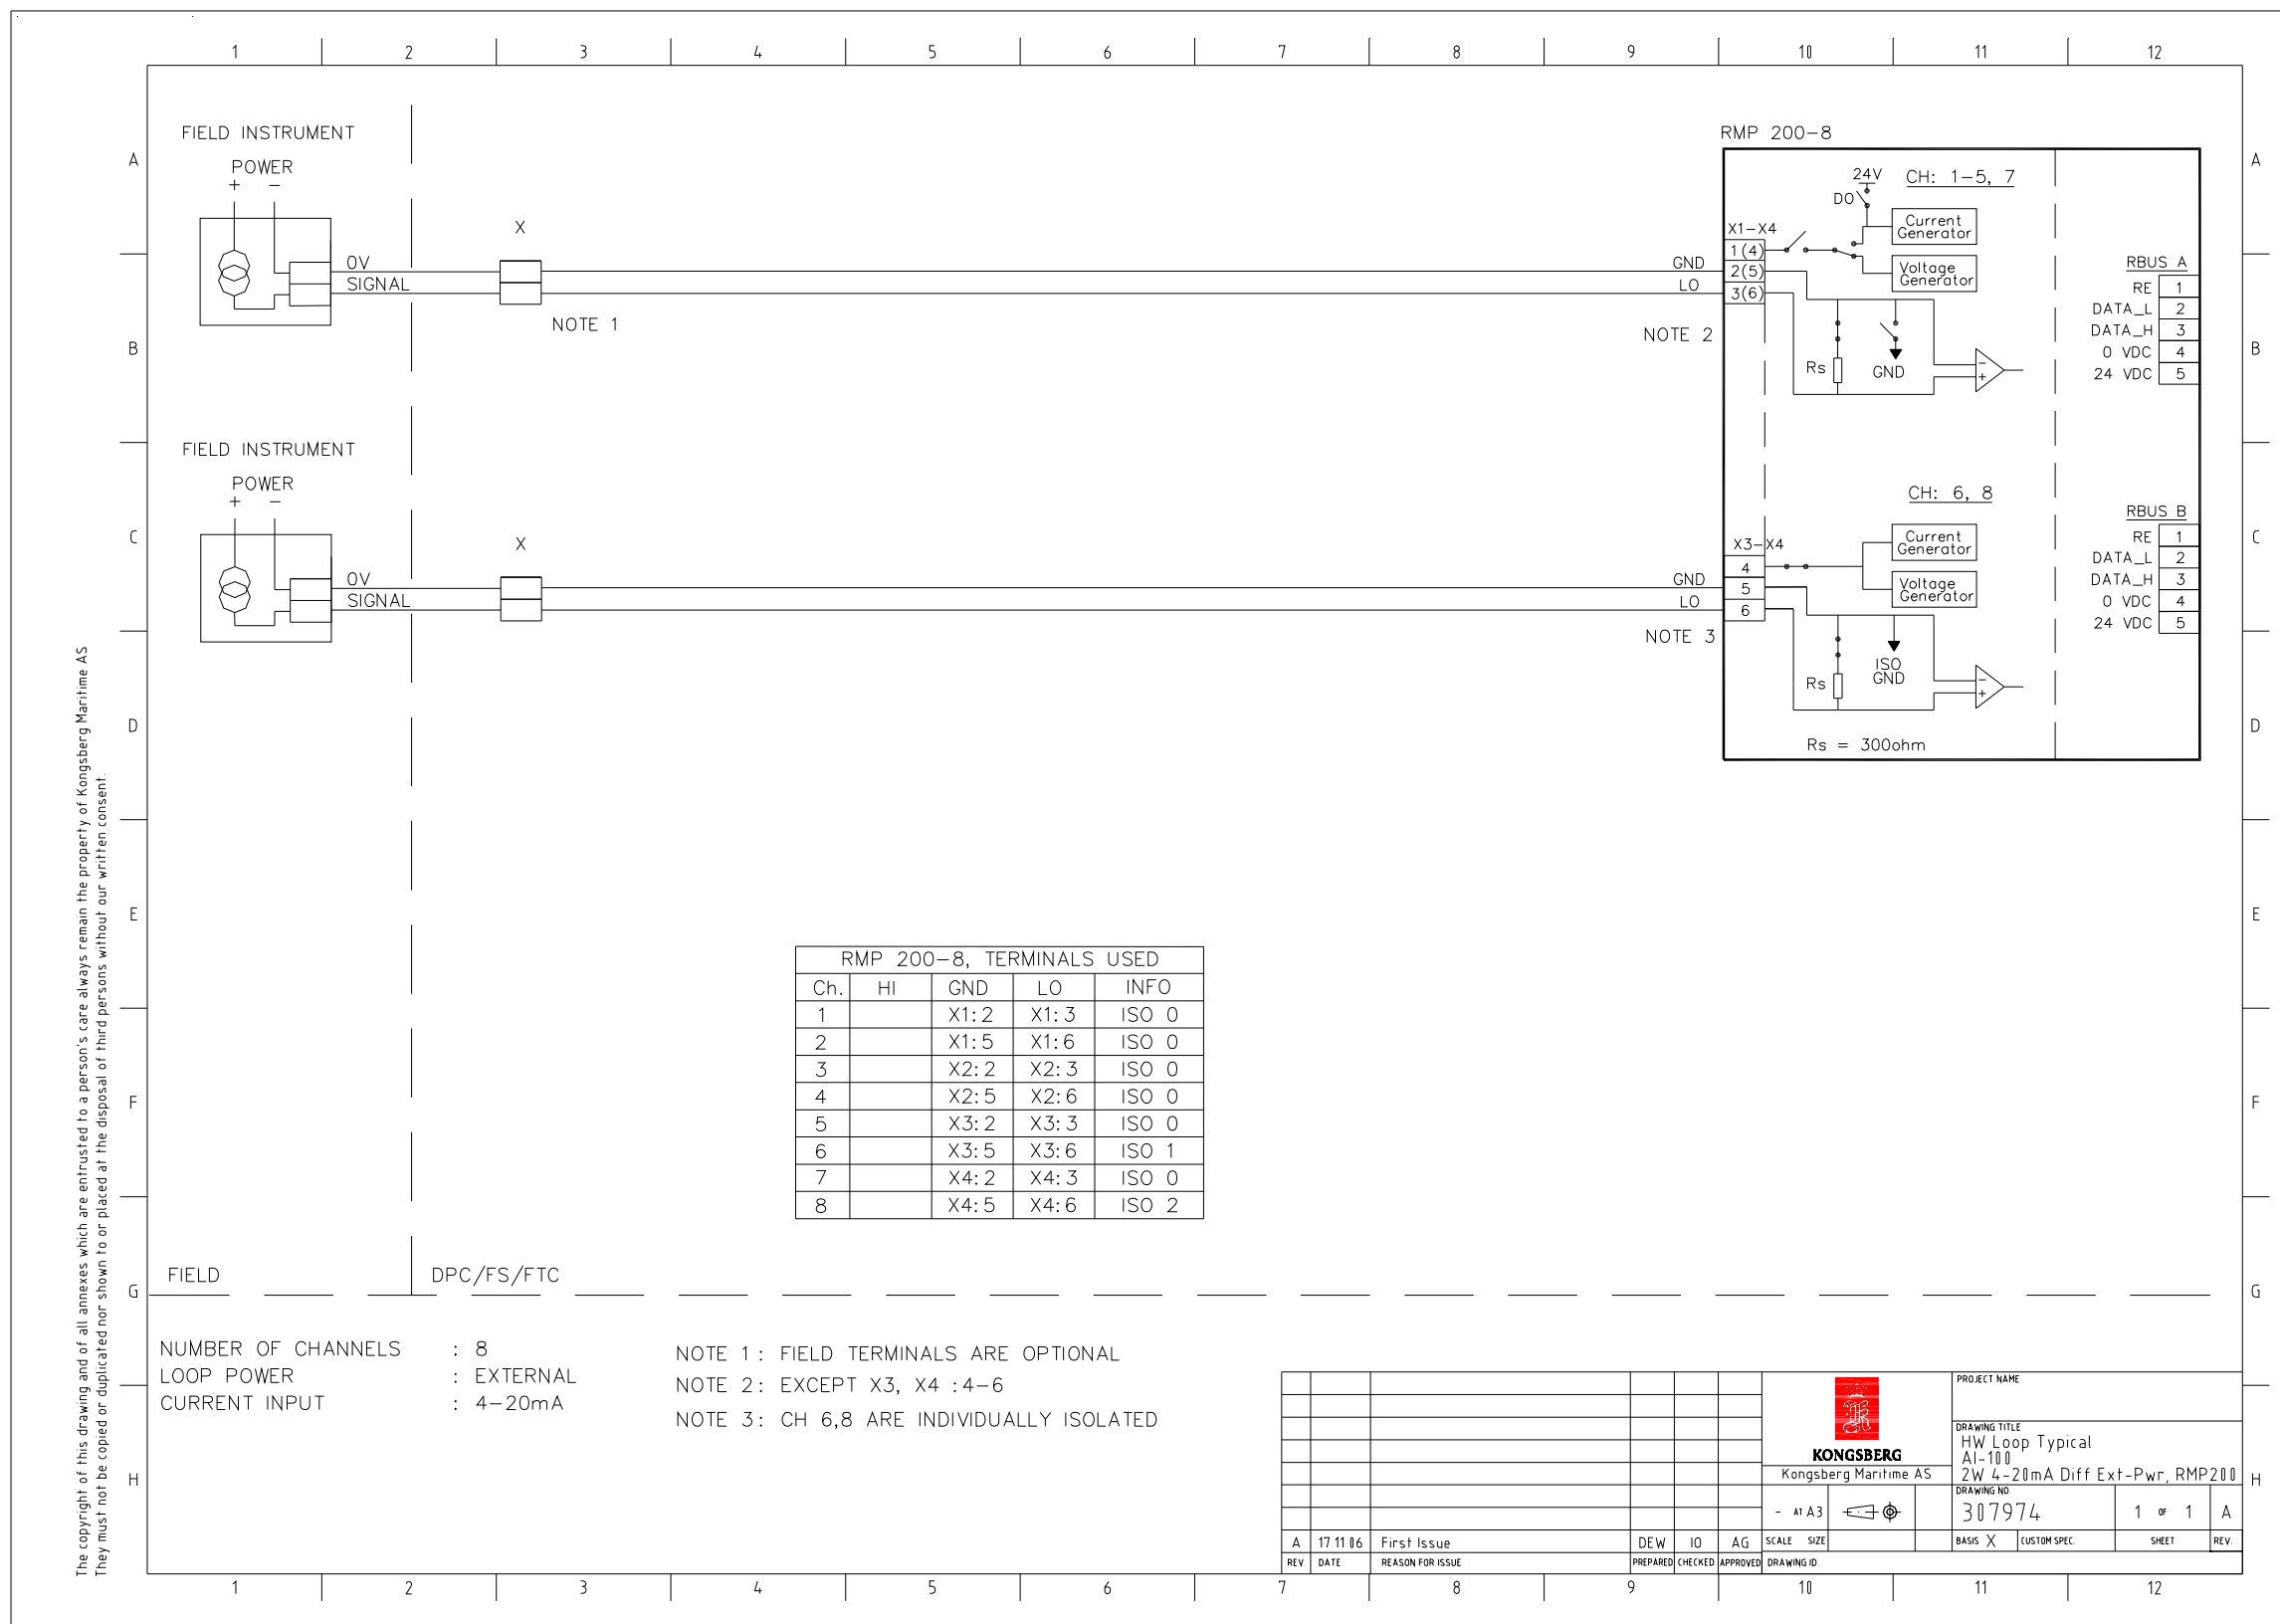 1 2 3 4 5 6 7 8 9 10 11 12
A
B
C
D
E
F
G
H
FIELD INSTRUMENT
POWER
+ −
0V
SIGNAL
X
NOTE 1
GND
LO
NOTE 2
RMP 200-8
24V
DO
CH: 1-5, 7
Current
Generator
Voltage
Generator
X1-X4
1(4)
2(5)
3(6)
Rs
GND
−
+
RBUS A
RE 1
DATA_L 2
DATA_H 3
0 VDC 4
24 VDC 5
FIELD INSTRUMENT
POWER
+ −
0V
SIGNAL
X
GND
LO
NOTE 3
CH: 6, 8
Current
Generator
Voltage
Generator
X3-X4
4
5
6
Rs
ISO
GND
−
+
Rs = 300ohm
RBUS B
RE 1
DATA_L 2
DATA_H 3
0 VDC 4
24 VDC 5
RMP 200-8, TERMINALS USED
Ch. HI GND LO INFO
1 X1:2 X1:3 ISO 0
2 X1:5 X1:6 ISO 0
3 X2:2 X2:3 ISO 0
4 X2:5 X2:6 ISO 0
5 X3:2 X3:3 ISO 0
6 X3:5 X3:6 ISO 1
7 X4:2 X4:3 ISO 0
8 X4:5 X4:6 ISO 2
FIELD
DPC/FS/FTC
NUMBER OF CHANNELS : 8
LOOP POWER : EXTERNAL
CURRENT INPUT : 4-20mA
NOTE 1: FIELD TERMINALS ARE OPTIONAL
NOTE 2: EXCEPT X3, X4 :4-6
NOTE 3: CH 6,8 ARE INDIVIDUALLY ISOLATED
The copyright of this drawing and of all annexes which are entrusted to a person's care always remain the property of Kongsberg Maritime AS
They must not be copied or duplicated nor shown to or placed at the disposal of third persons without our written consent.
KONGSBERG
Kongsberg Maritime AS
PROJECT NAME
DRAWING TITLE
HW Loop Typical
AI-100
2W 4-20mA Diff Ext-Pwr, RMP200
DRAWING NO.
307974
1 OF 1 A
- AT A3
SCALE SIZE
BASIS X CUSTOM SPEC. SHEET REV.
A 17.11.06 First Issue DEW IO AG
REV. DATE REASON FOR ISSUE PREPARED CHECKED APPROVED DRAWING ID
1 2 3 4 5 6 7 8 9 10 11 12
A
B
C
D
E
F
G
H